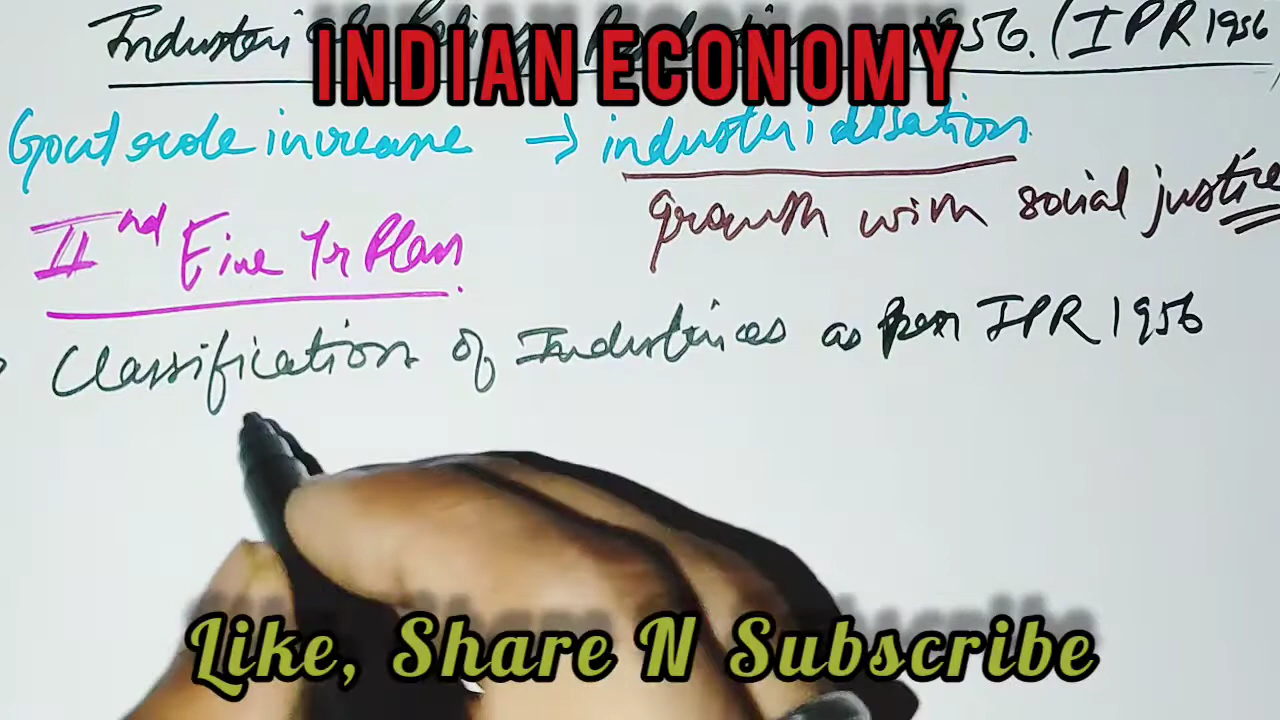 INDIAN ECONOMY
1956. (IPR 1956
Govt role increase → industerialisation
growth with social justice
IInd Five Yr Plan
Classification of Industries as per IPR 1956
Like, Share N Subscribe